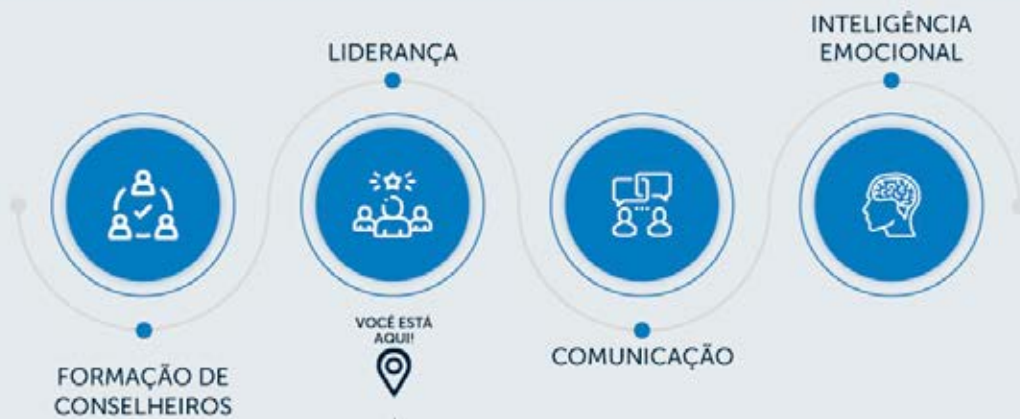 LIDERANÇA
INTELIGÊNCIA
EMOCIONAL
VOCÊ ESTÁ
AQUI!
FORMAÇÃO DE
CONSELHEIROS
COMUNICAÇÃO